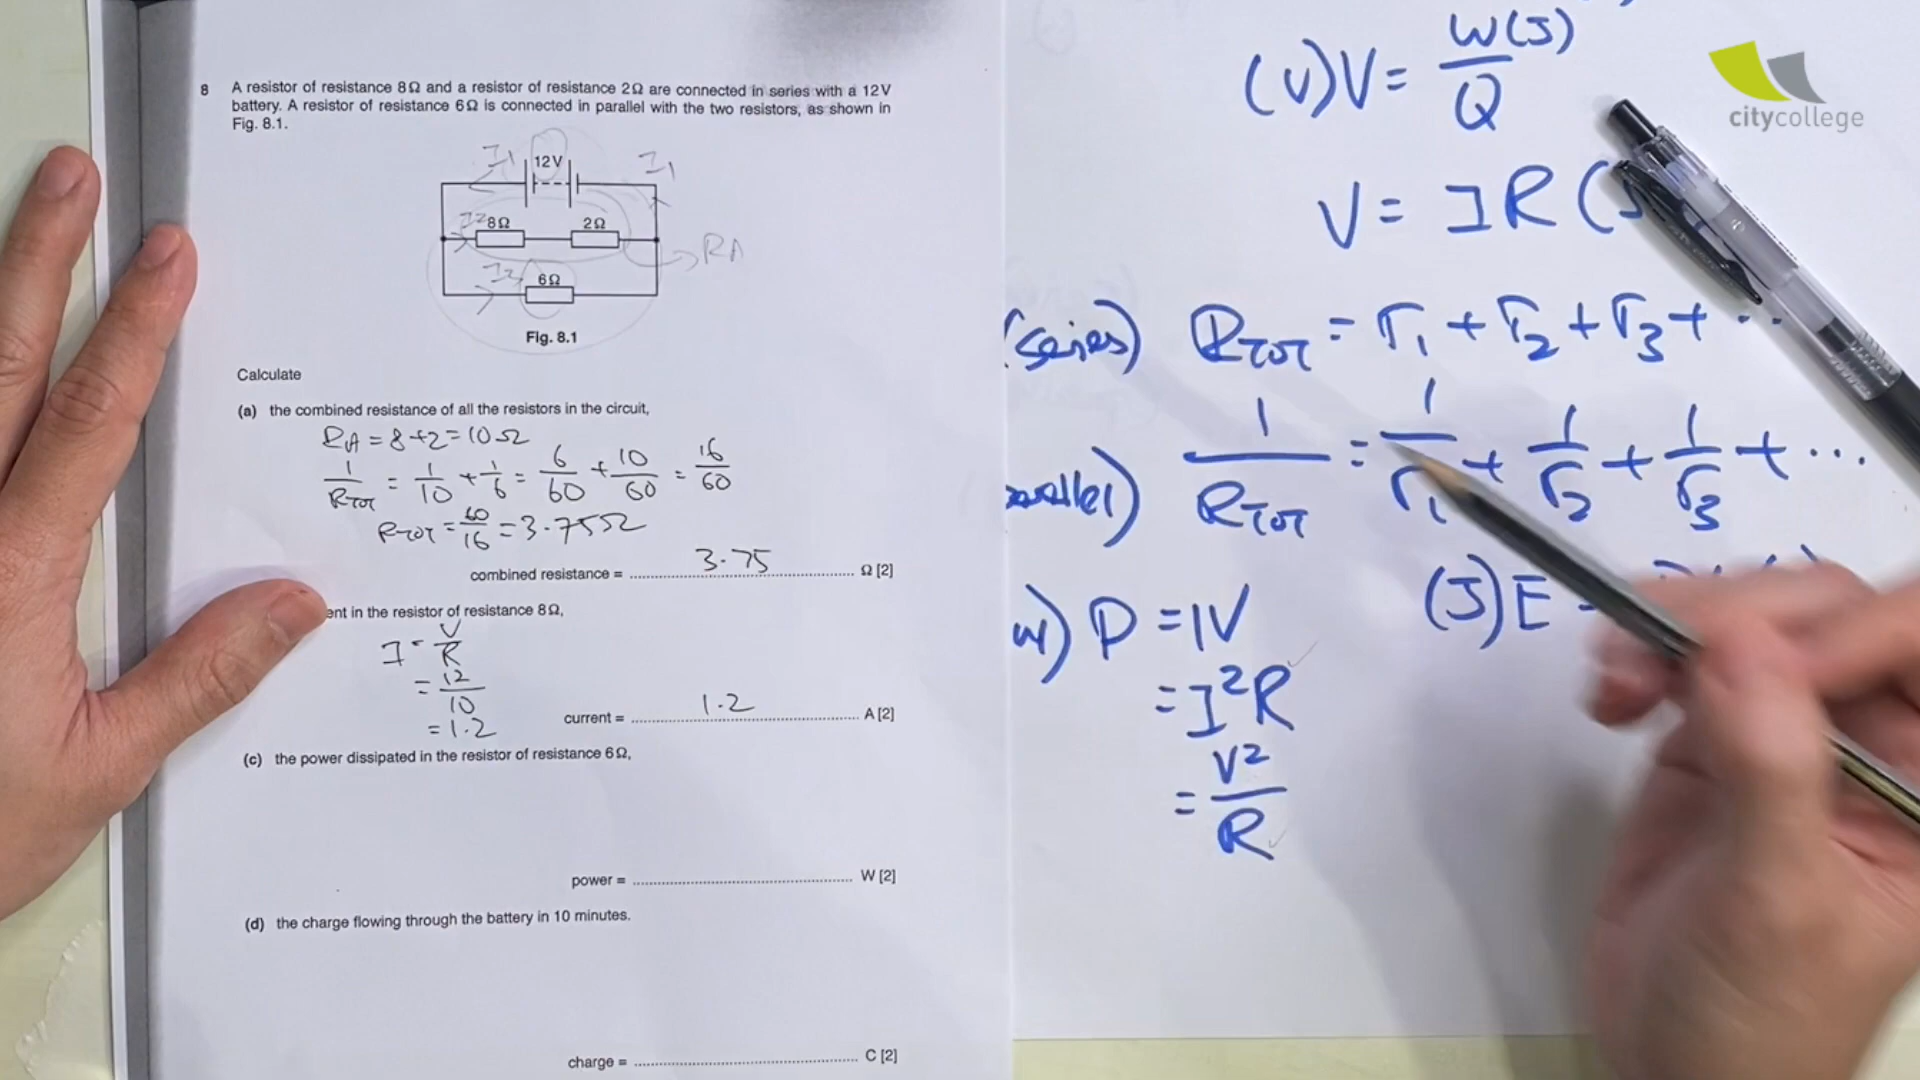 8 A resistor of resistance 8Ω and a resistor of resistance 2Ω are connected in series with a 12V
battery. A resistor of resistance 6Ω is connected in parallel with the two resistors, as shown in
Fig. 8.1.
I1 12V I1
I2 8Ω 2Ω
RA
6Ω
Fig. 8.1
Calculate
(a) the combined resistance of all the resistors in the circuit,
RA = 8+2 = 10Ω
1/RTOT = 1/10 + 1/6 = 6/60 + 10/60 = 16/60
RTOT = 60/16 = 3.75Ω
combined resistance = 3.75 Ω [2]
ent in the resistor of resistance 8Ω,
I = V/R
= 12/10
= 1.2
current = 1.2 A [2]
(c) the power dissipated in the resistor of resistance 6Ω,
power = W [2]
(d) the charge flowing through the battery in 10 minutes.
charge = C [2]
(V) V = W(J)/Q
V = IR
(series) RTOT = r1 + r2 + r3 + ...
1/RTOT = 1/r1 + 1/r2 + 1/r3 + ...
W) P = IV
= I²R
= V²/R
(J) E =
citycollege